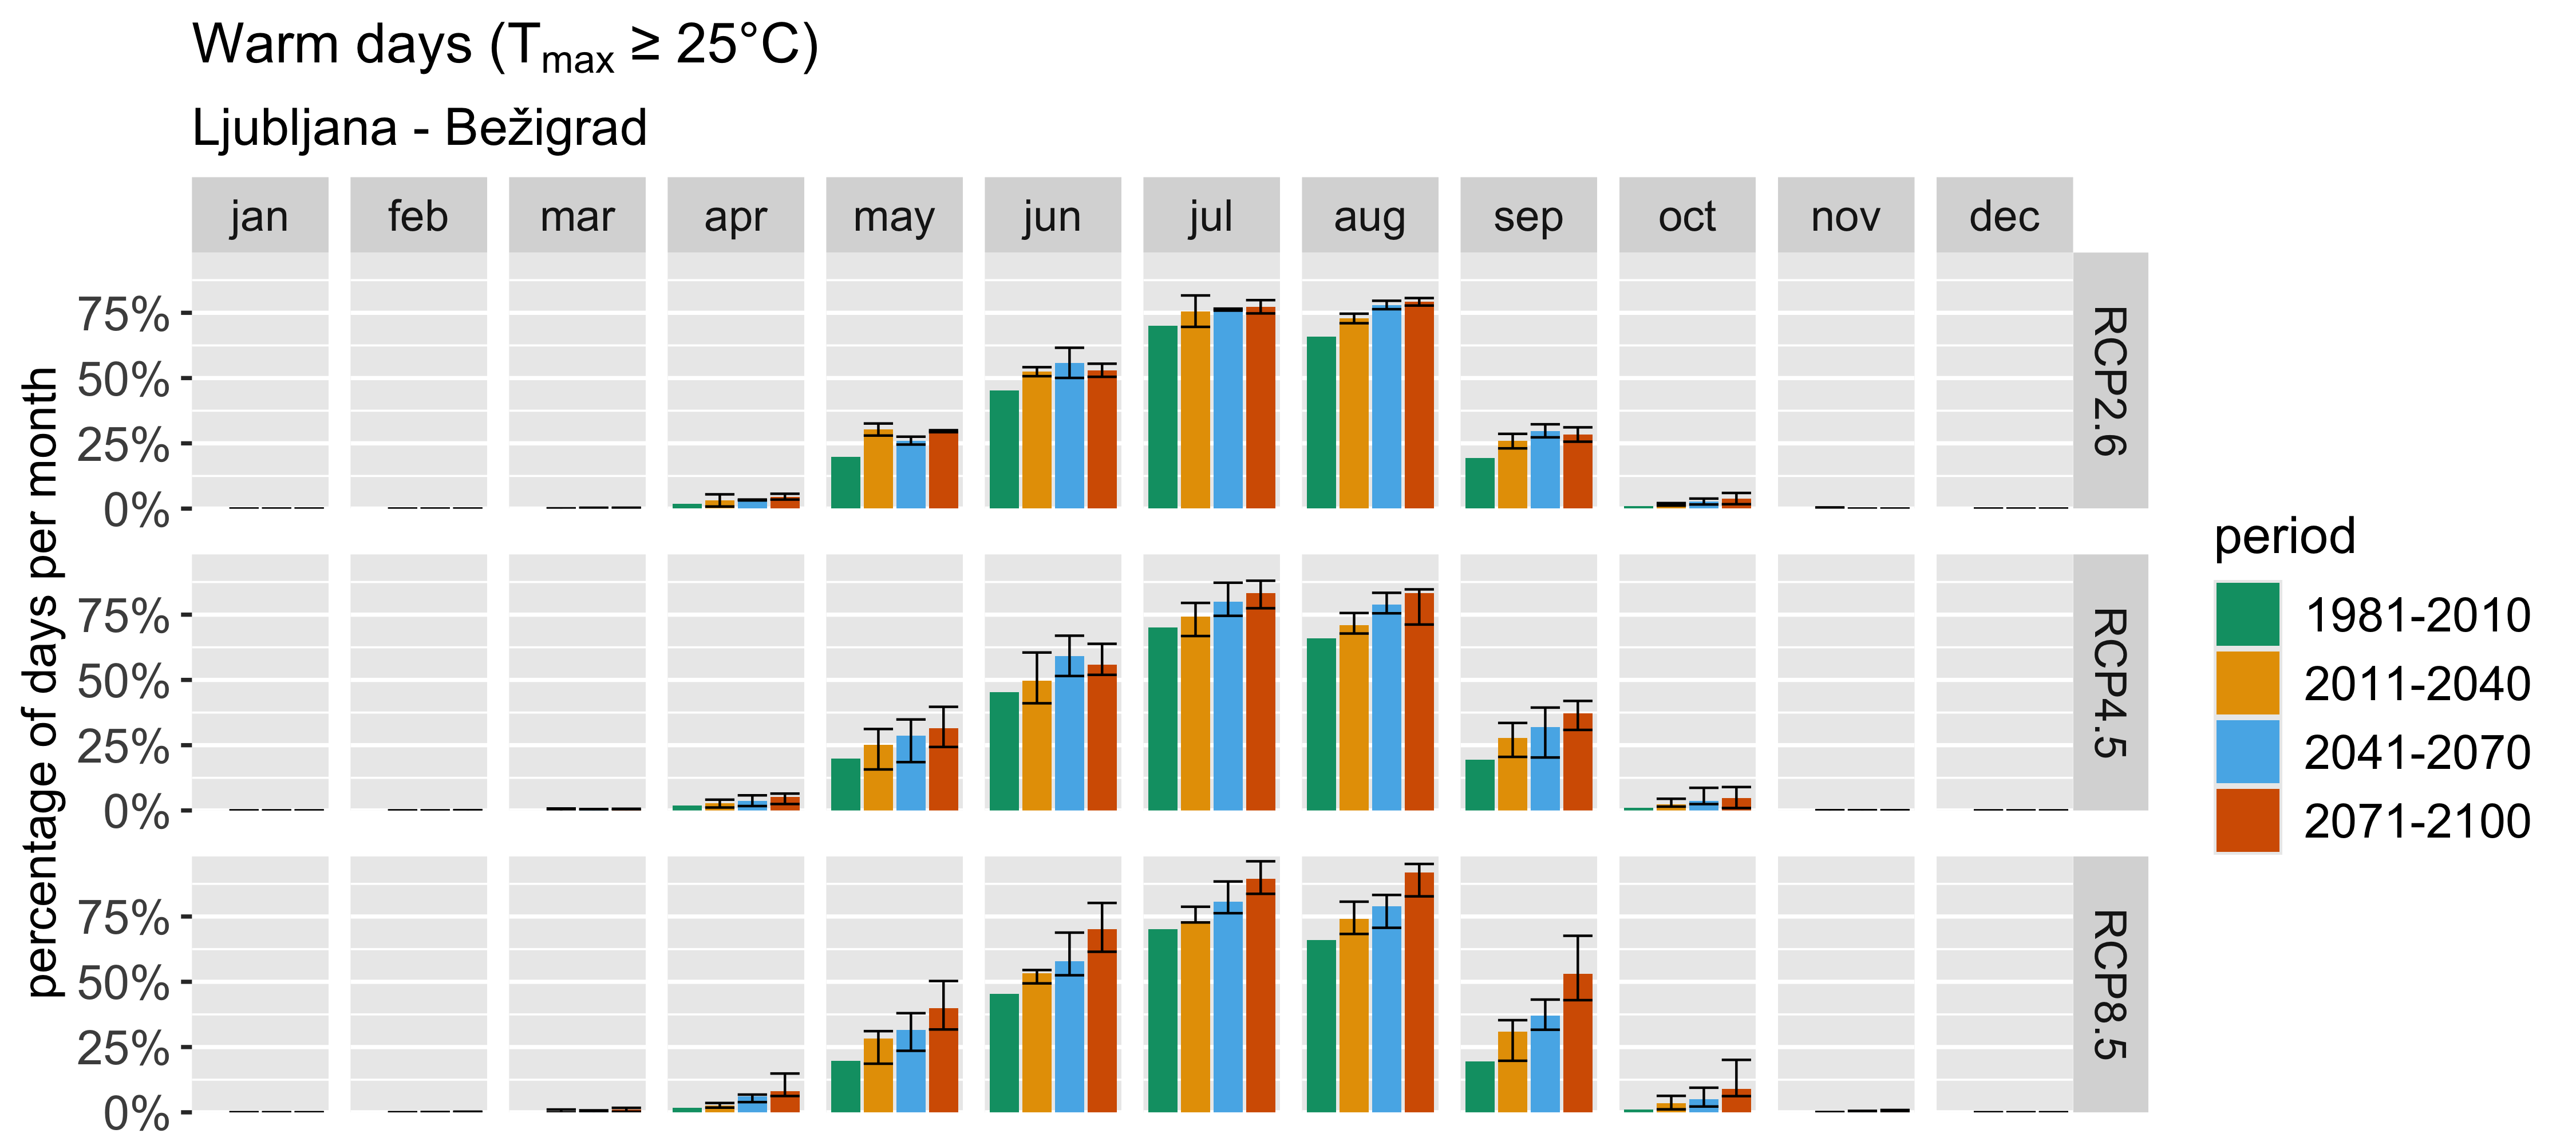 Warm days (Tmax ≥ 25°C)
Ljubljana - Bežigrad
jan feb mar apr may jun jul aug sep oct nov dec
percentage of days per month
75%
50%
25%
0%
RCP2.6
75%
50%
25%
0%
RCP4.5
75%
50%
25%
0%
RCP8.5
period
1981-2010
2011-2040
2041-2070
2071-2100